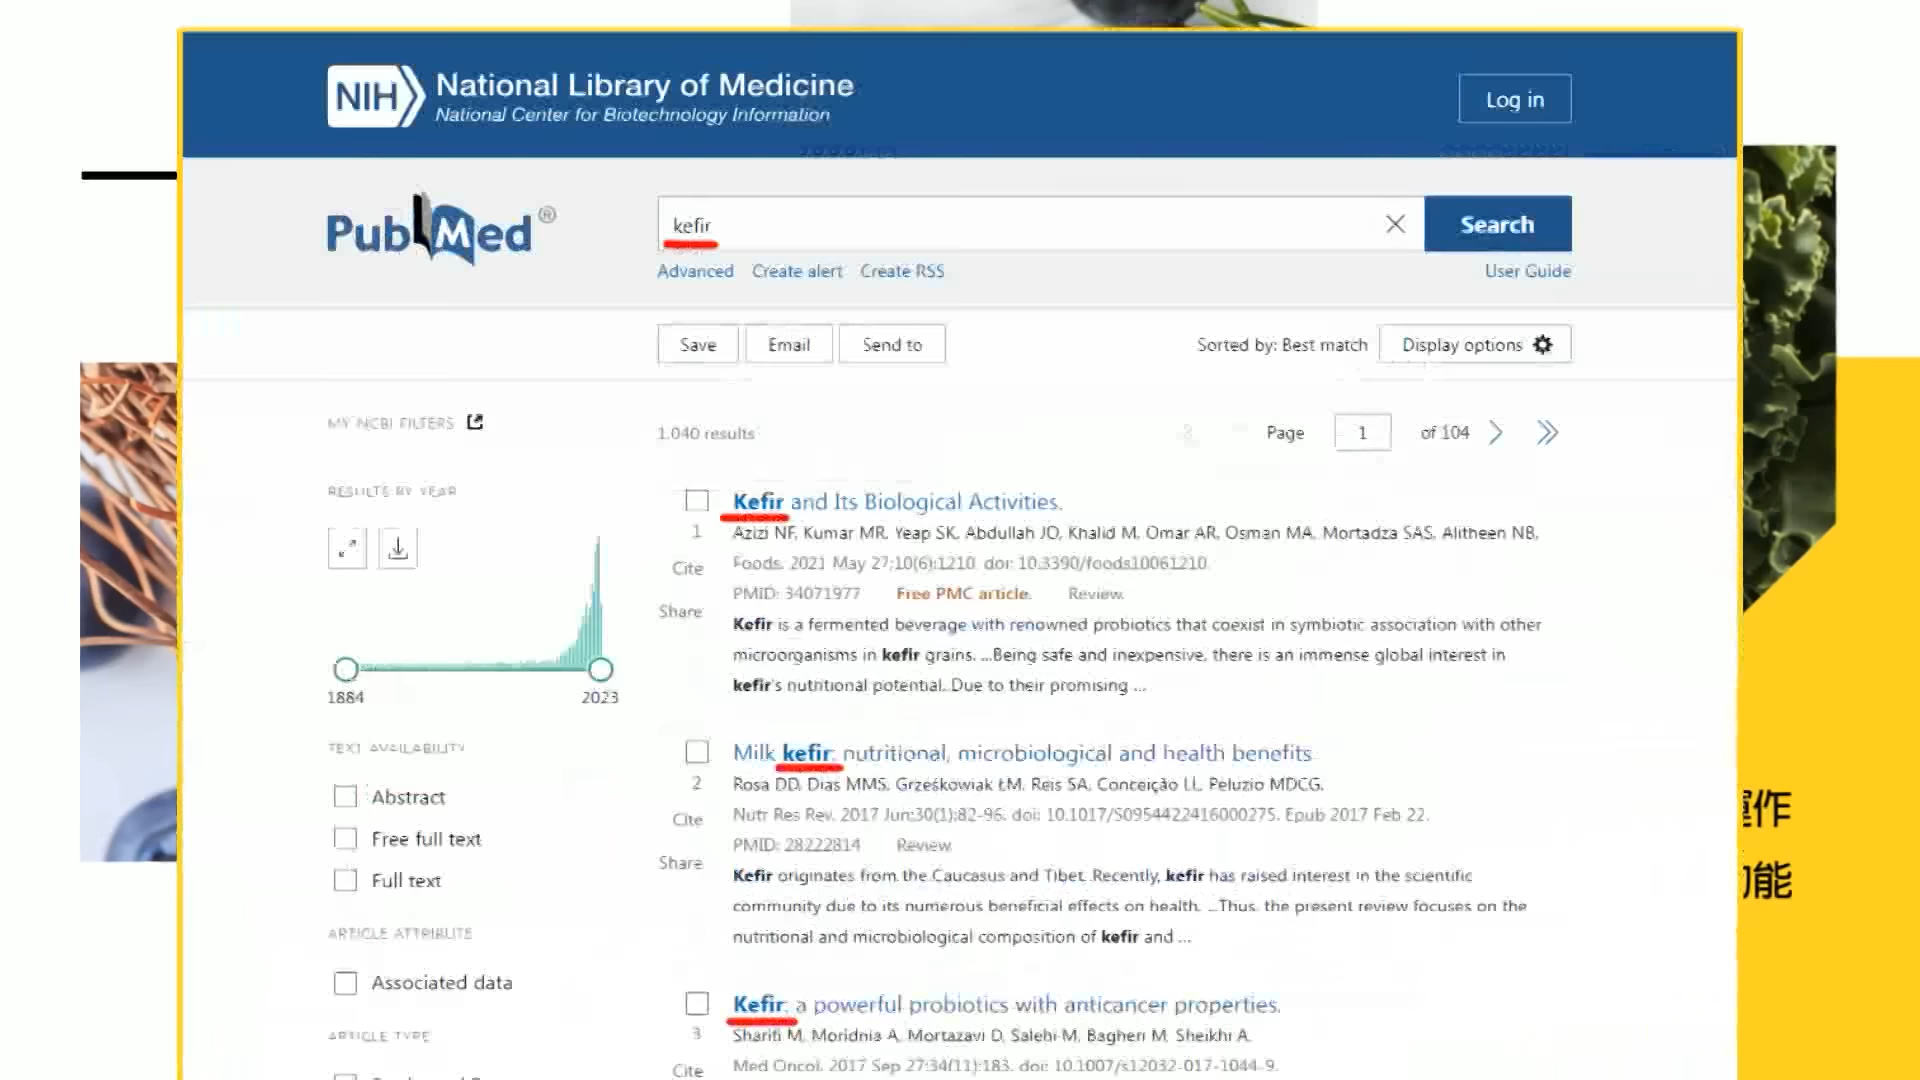 NIH National Library of Medicine
National Center for Biotechnology Information
Log in
PubMed®
kefir
Search
Advanced Create alert Create RSS
User Guide
Save Email Send to
Sorted by: Best match Display options
MY NCBI FILTERS
1,040 results
Page 1 of 104
RESULTS BY YEAR
1884 2023
TEXT AVAILABILITY
Abstract
Free full text
Full text
ARTICLE ATTRIBUTE
Associated data
ARTICLE TYPE
Kefir and Its Biological Activities.
1
Azizi NF, Kumar MR, Yeap SK, Abdullah JO, Khalid M, Omar AR, Osman MA, Mortadza SAS, Alitheen NB.
Cite
Foods. 2021 May 27;10(6):1210. doi: 10.3390/foods10061210.
PMID: 34071977 Free PMC article. Review.
Share
Kefir is a fermented beverage with renowned probiotics that coexist in symbiotic association with other
microorganisms in kefir grains. ...Being safe and inexpensive, there is an immense global interest in
kefir's nutritional potential. Due to their promising ...
Milk kefir: nutritional, microbiological and health benefits
2
Rosa DD, Dias MMS, Grześkowiak ŁM, Reis SA, Conceição LL, Peluzio MDCG.
Cite
Nutr Res Rev. 2017 Jun;30(1):82-96. doi: 10.1017/S0954422416000275. Epub 2017 Feb 22.
PMID: 28222814 Review.
Share
Kefir originates from the Caucasus and Tibet. Recently, kefir has raised interest in the scientific
community due to its numerous beneficial effects on health. ...Thus, the present review focuses on the
nutritional and microbiological composition of kefir and ...
Kefir: a powerful probiotics with anticancer properties.
3
Sharifi M, Moridnia A, Mortazavi D, Salehi M, Bagheri M, Sheikhi A.
Cite
Med Oncol. 2017 Sep 27;34(11):183. doi: 10.1007/s12032-017-1044-9.
運作
功能